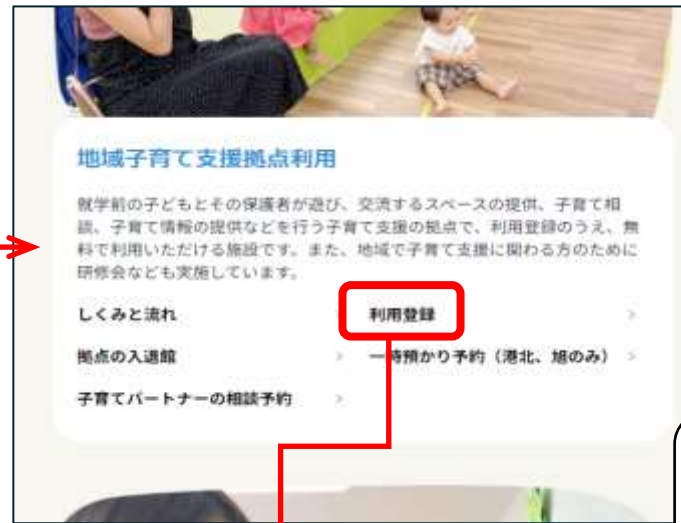 地域子育て支援拠点利用
就学前の子どもとその保護者が遊び、交流するスペースの提供、子育て相
談、子育て情報の提供などを行う子育て支援の拠点で、利用登録のうえ、無
料で利用いただける施設です。また、地域で子育て支援に関わる方のために
研修会なども実施しています。
しくみと流れ
利用登録
拠点の入退館
一時預かり予約（港北、旭のみ）
子育てパートナーの相談予約